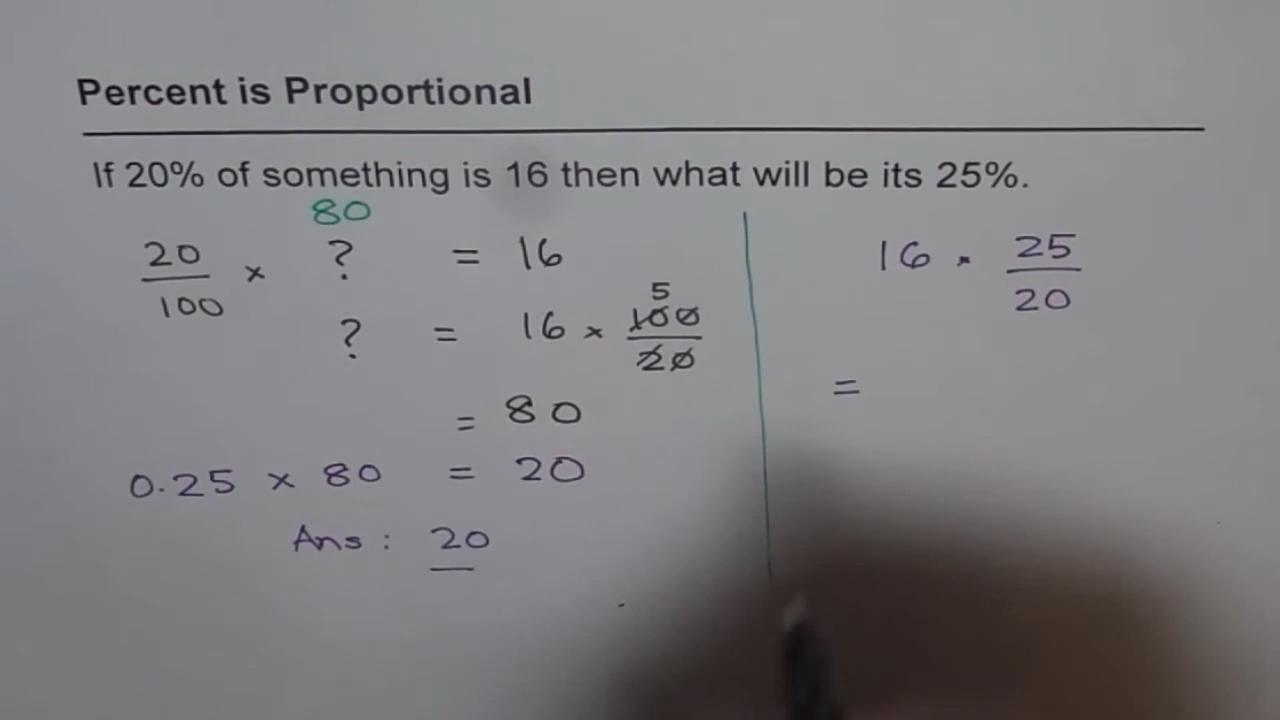 Percent is Proportional
If 20% of something is 16 then what will be its 25%.
80
20/100 × ? = 16
? = 16 × 100/20
5
= 80
0.25 × 80 = 20
Ans : 20
16 · 25/20
=